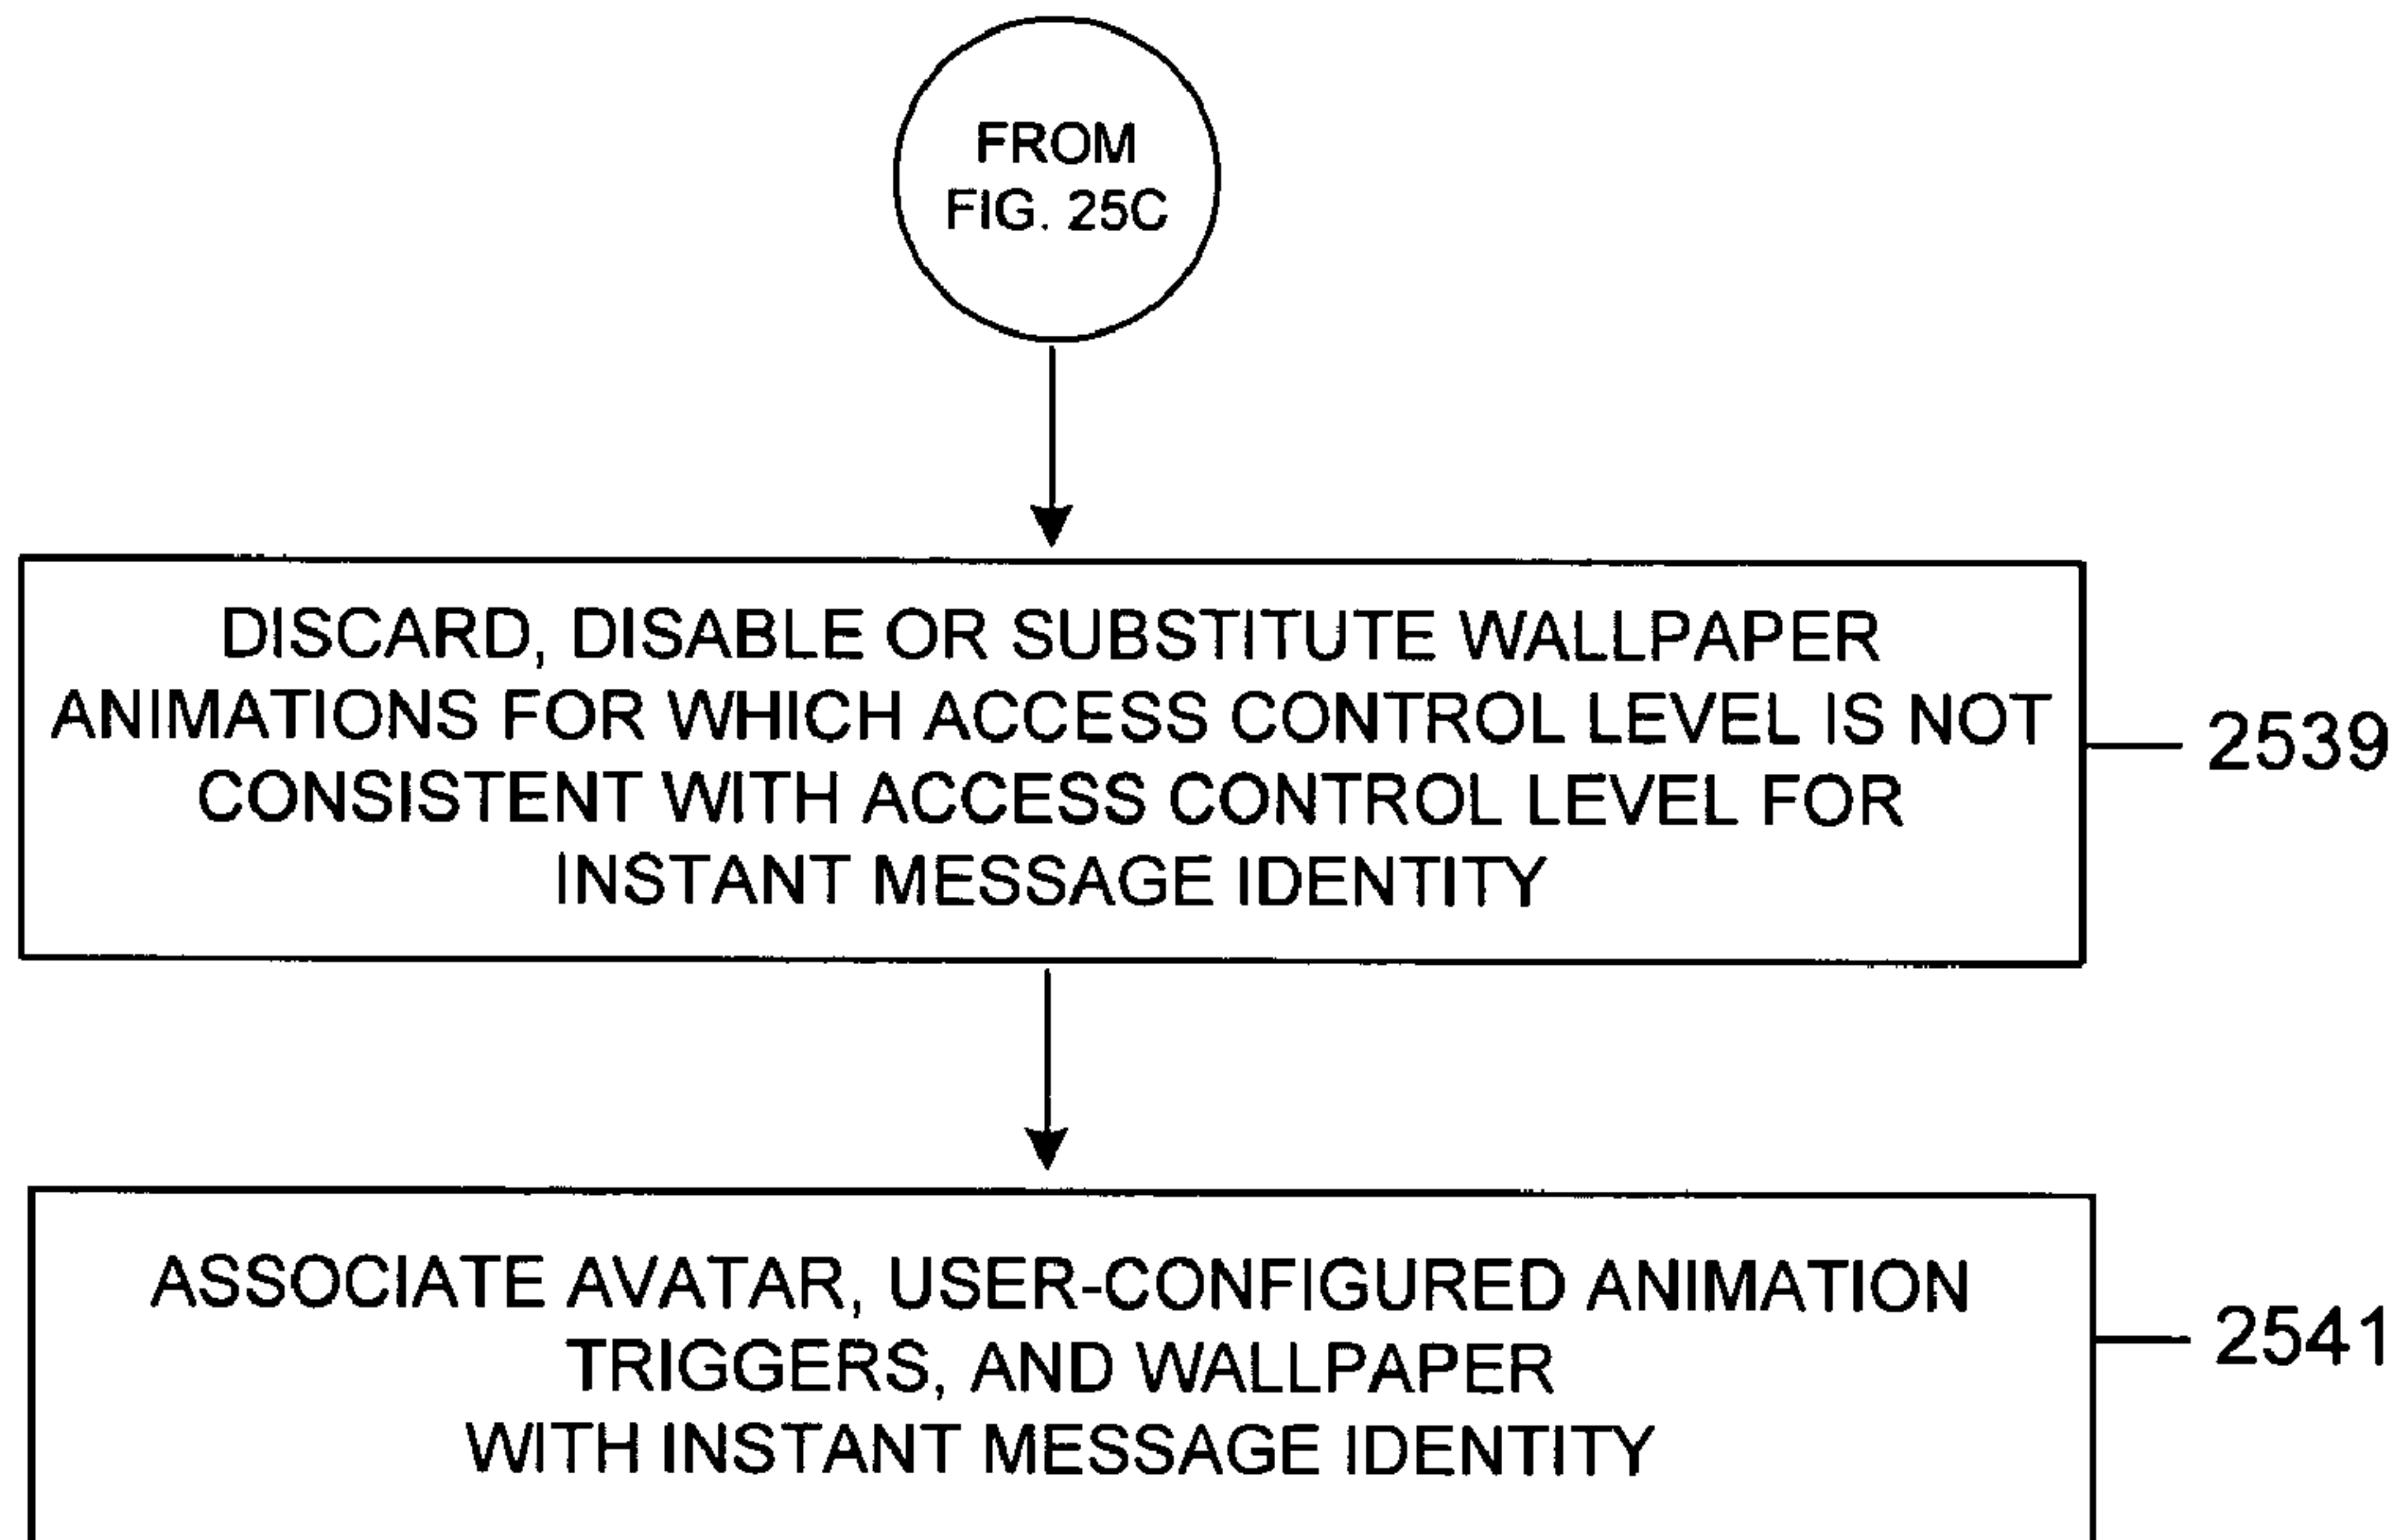 FROM
FIG. 25C
DISCARD, DISABLE OR SUBSTITUTE WALLPAPER
ANIMATIONS FOR WHICH ACCESS CONTROL LEVEL IS NOT
CONSISTENT WITH ACCESS CONTROL LEVEL FOR
INSTANT MESSAGE IDENTITY
2539
ASSOCIATE AVATAR, USER-CONFIGURED ANIMATION
TRIGGERS, AND WALLPAPER
WITH INSTANT MESSAGE IDENTITY
2541